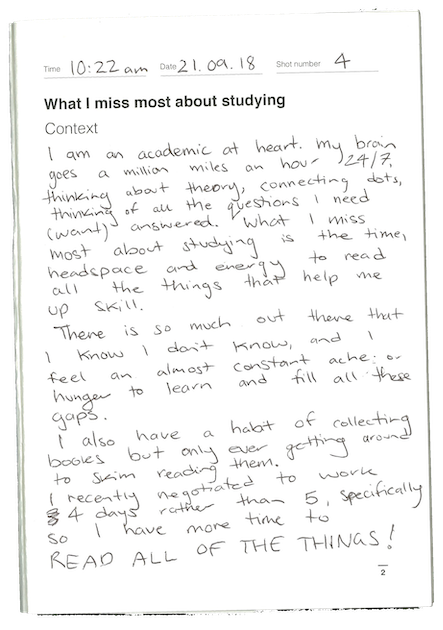 Time 10:22 am Date 21.09.18 Shot number 4
What I miss most about studying
Context
I am an academic at heart. My brain
goes a million miles an hour 24/7,
thinking about theory, connecting dots,
thinking of all the questions I need
(want) answered. What I miss
most about studying is the time,
headspace and energy to read
all the things that help me
up skill.
There is so much out there that
I know I don't know, and I
feel an almost constant ache: or
hunger to learn and fill all these
gaps.
I also have a habit of collecting
books but only ever getting around
to skim reading them.
I recently negotiated to work
4 days rather than 5, specifically
so I have more time to
READ ALL OF THE THINGS!
2